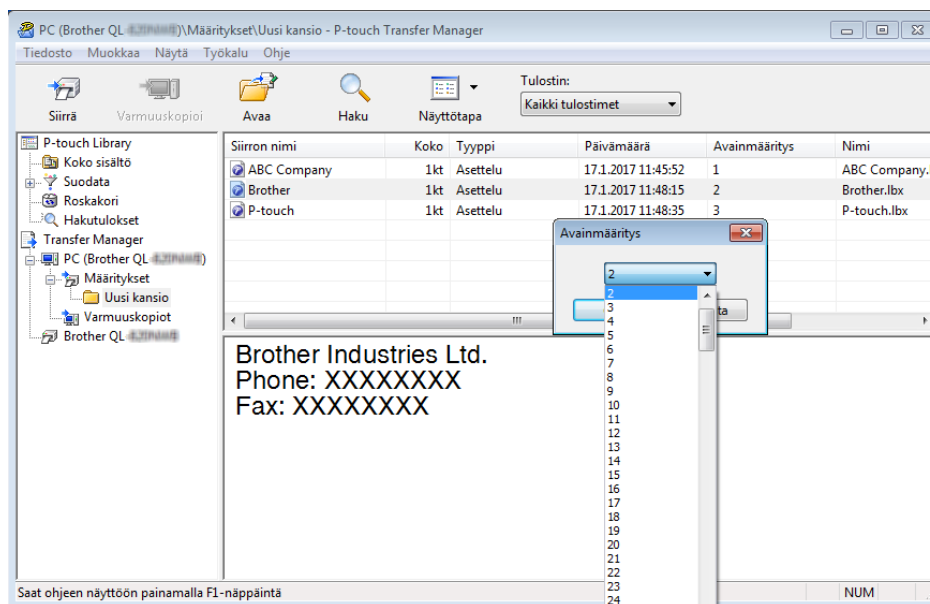 PC (Brother QL )\Määritykset\Uusi kansio - P-touch Transfer Manager
Tiedosto Muokkaa Näytä Työkalu Ohje
Siirrä Varmuuskopioi Avaa Haku Näyttötapa
Tulostin:
Kaikki tulostimet
P-touch Library
Koko sisältö
Suodata
Roskakori
Hakutulokset
Transfer Manager
PC (Brother QL )
Määritykset
Uusi kansio
Varmuuskopiot
Brother QL
Siirron nimi Koko Tyyppi Päivämäärä Avainmääritys Nimi
ABC Company 1kt Asettelu 17.1.2017 11:45:52 1 ABC Company.
Brother 1kt Asettelu 17.1.2017 11:48:15 2 Brother.lbx
P-touch 1kt Asettelu 17.1.2017 11:48:35 3 P-touch.lbx
Avainmääritys
2
ta
2
3
4
5
6
7
8
9
10
11
12
13
14
15
16
17
18
19
20
21
22
23
24
Brother Industries Ltd.
Phone: XXXXXXXX
Fax: XXXXXXXX
Saat ohjeen näyttöön painamalla F1-näppäintä
NUM